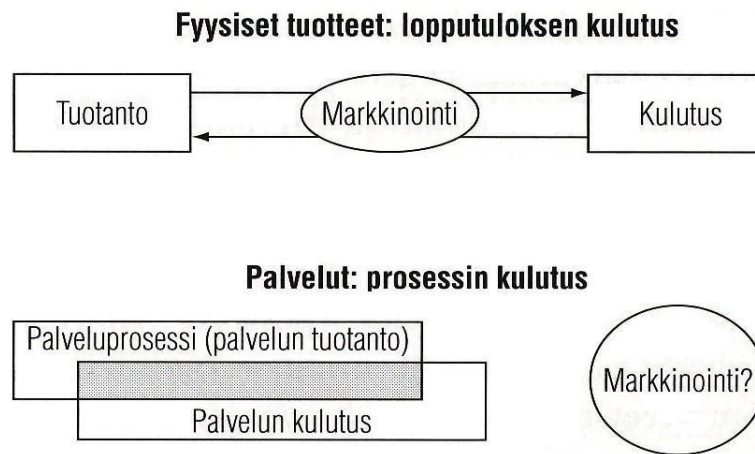 Fyysiset tuotteet: lopputuloksen kulutus
Tuotanto
Markkinointi
Kulutus
Palvelut: prosessin kulutus
Palveluprosessi (palvelun tuotanto)
Palvelun kulutus
Markkinointi?